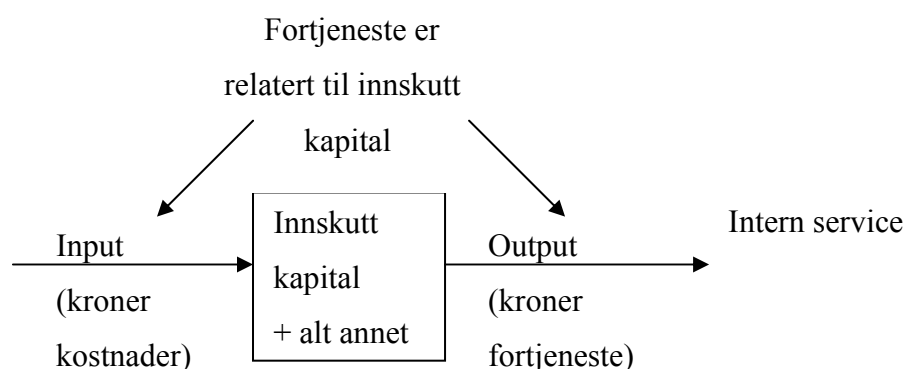 Fortjeneste er
relatert til innskutt
kapital
Input
(kroner
kostnader)
Innskutt
kapital
+ alt annet
Output
(kroner
fortjeneste)
Intern service